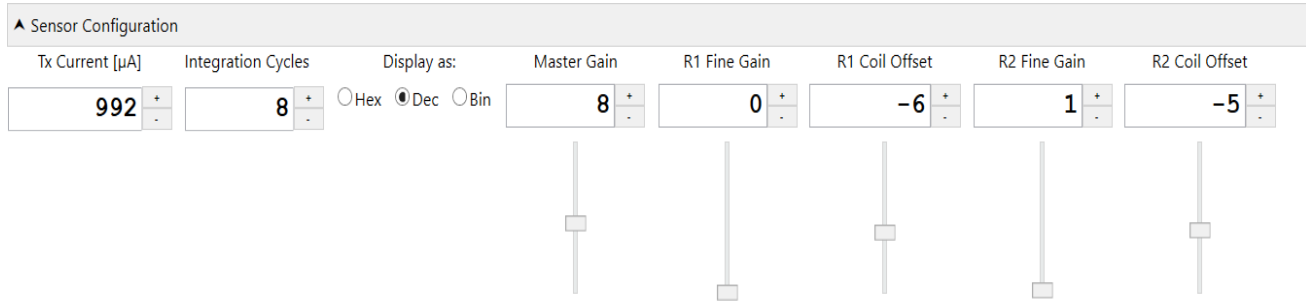 Sensor Configuration
Tx Current [µA] Integration Cycles Display as: Master Gain R1 Fine Gain R1 Coil Offset R2 Fine Gain R2 Coil Offset
992 + - 8 + - Hex Dec Bin 8 + - 0 + - -6 + - 1 + - -5 + -